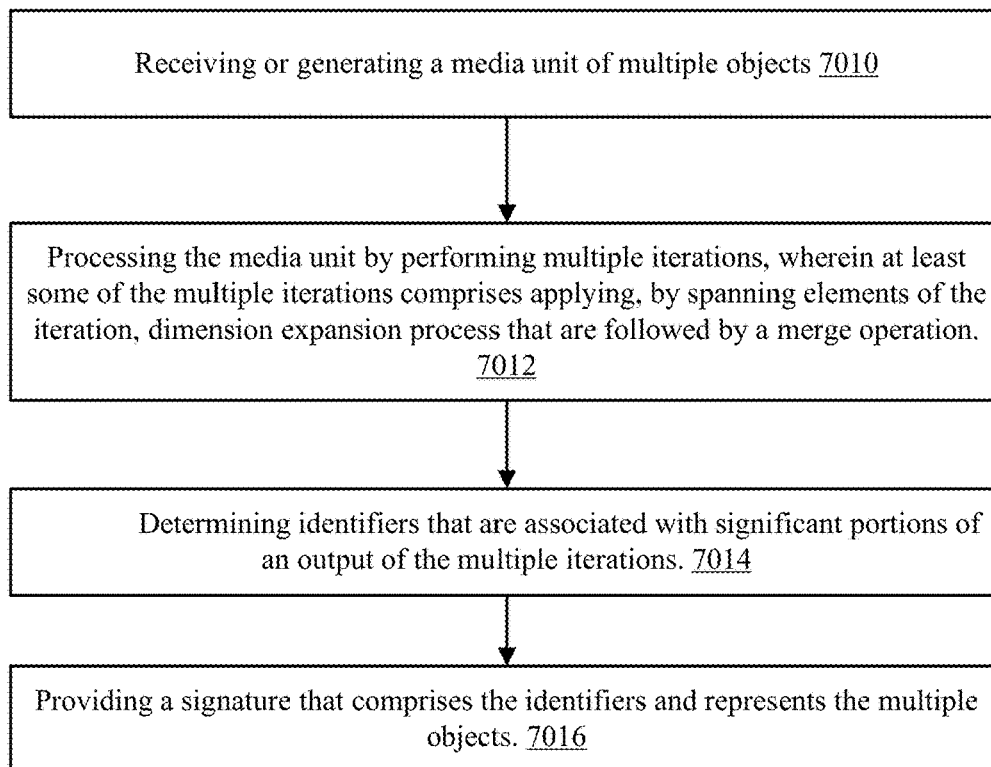 Receiving or generating a media unit of multiple objects 7010
Processing the media unit by performing multiple iterations, wherein at least
some of the multiple iterations comprises applying, by spanning elements of the
iteration, dimension expansion process that are followed by a merge operation.
7012
Determining identifiers that are associated with significant portions of
an output of the multiple iterations. 7014
Providing a signature that comprises the identifiers and represents the multiple
objects. 7016